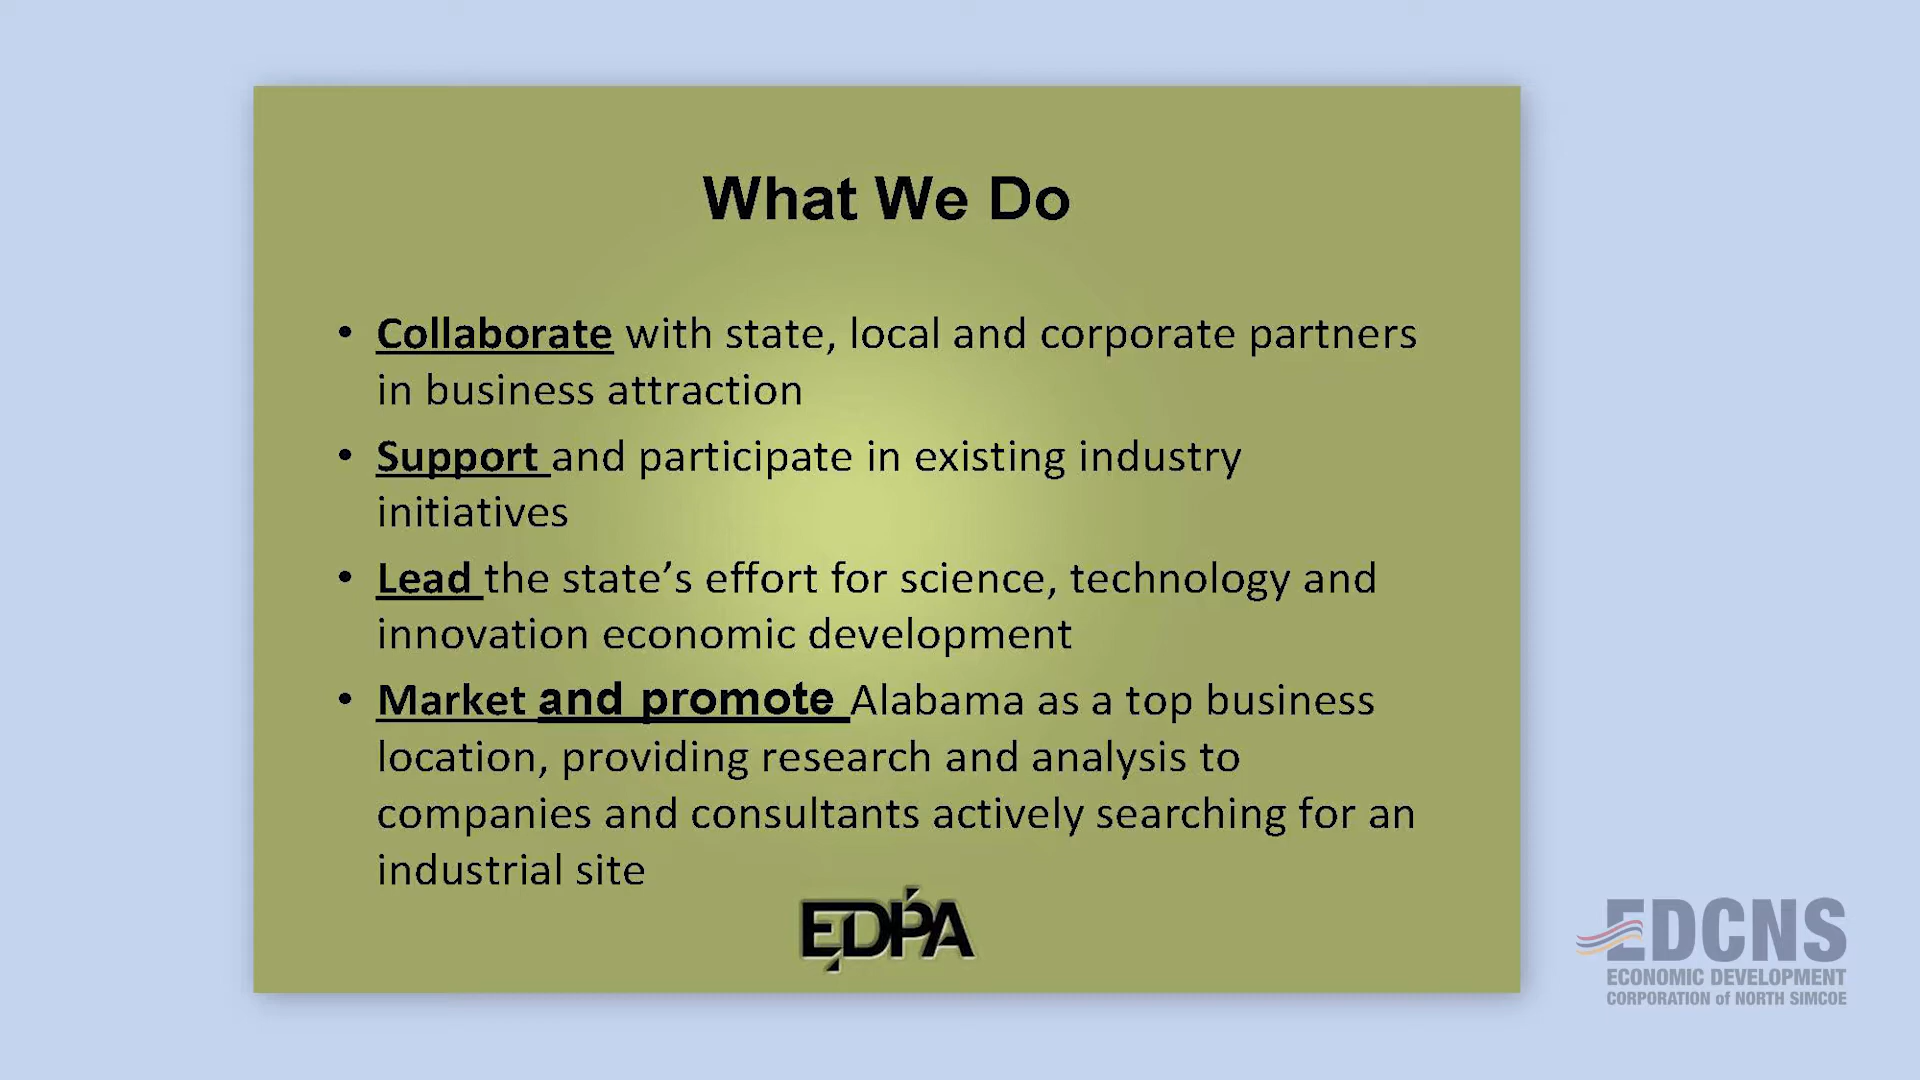 What We Do
• Collaborate with state, local and corporate partners
in business attraction
• Support and participate in existing industry
initiatives
• Lead the state’s effort for science, technology and
innovation economic development
• Market and promote Alabama as a top business
location, providing research and analysis to
companies and consultants actively searching for an
industrial site
EDPA
EDCNS
ECONOMIC DEVELOPMENT
CORPORATION of NORTH SIMCOE